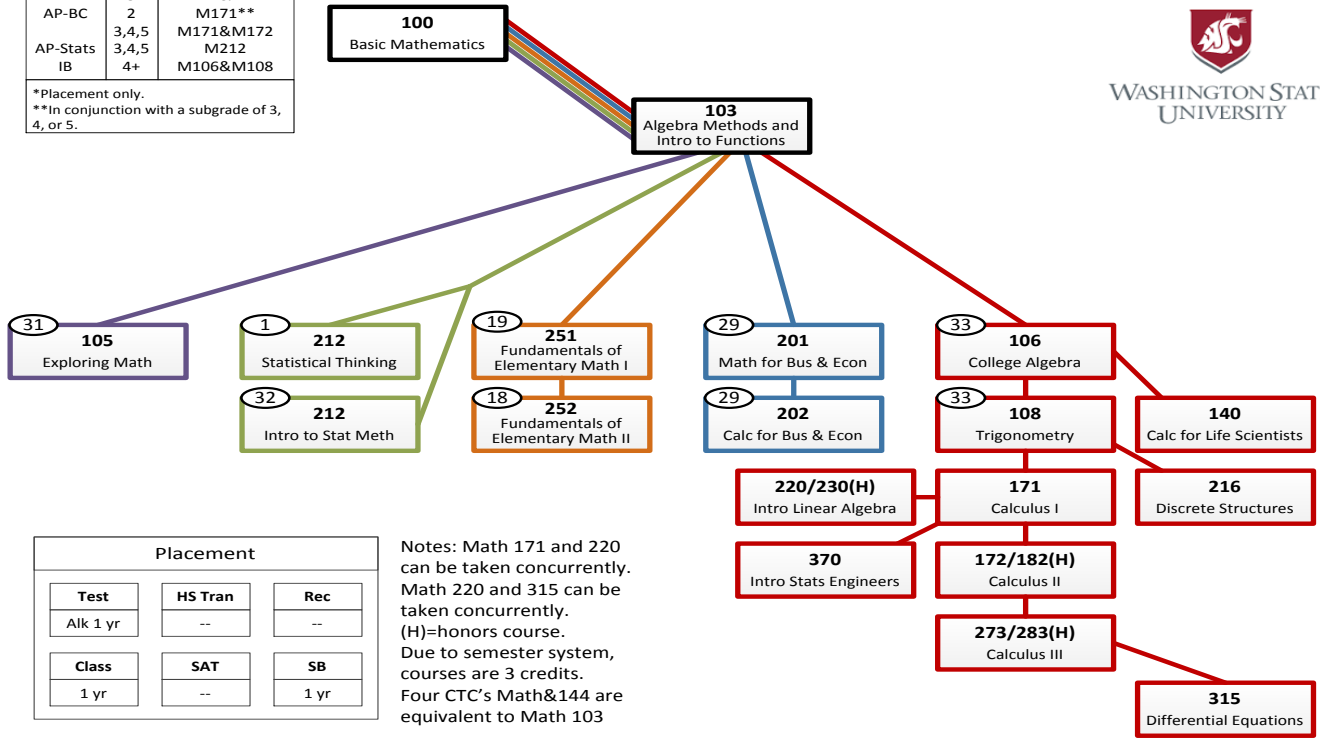 AP-BC 2 M171**
3,4,5 M171&M172
AP-Stats 3,4,5 M212
IB 4+ M106&M108
*Placement only.
**In conjunction with a subgrade of 3,
4, or 5.
100
Basic Mathematics
WASHINGTON STATE
UNIVERSITY
103
Algebra Methods and
Intro to Functions
31
105
Exploring Math
1
212
Statistical Thinking
32
212
Intro to Stat Meth
19
251
Fundamentals of
Elementary Math I
18
252
Fundamentals of
Elementary Math II
29
201
Math for Bus & Econ
29
202
Calc for Bus & Econ
33
106
College Algebra
33
108
Trigonometry
140
Calc for Life Scientists
220/230(H)
Intro Linear Algebra
171
Calculus I
216
Discrete Structures
370
Intro Stats Engineers
172/182(H)
Calculus II
273/283(H)
Calculus III
315
Differential Equations
Placement
Test HS Tran Rec
Alk 1 yr -- --
Class SAT SB
1 yr -- 1 yr
Notes: Math 171 and 220
can be taken concurrently.
Math 220 and 315 can be
taken concurrently.
(H)=honors course.
Due to semester system,
courses are 3 credits.
Four CTC's Math&144 are
equivalent to Math 103